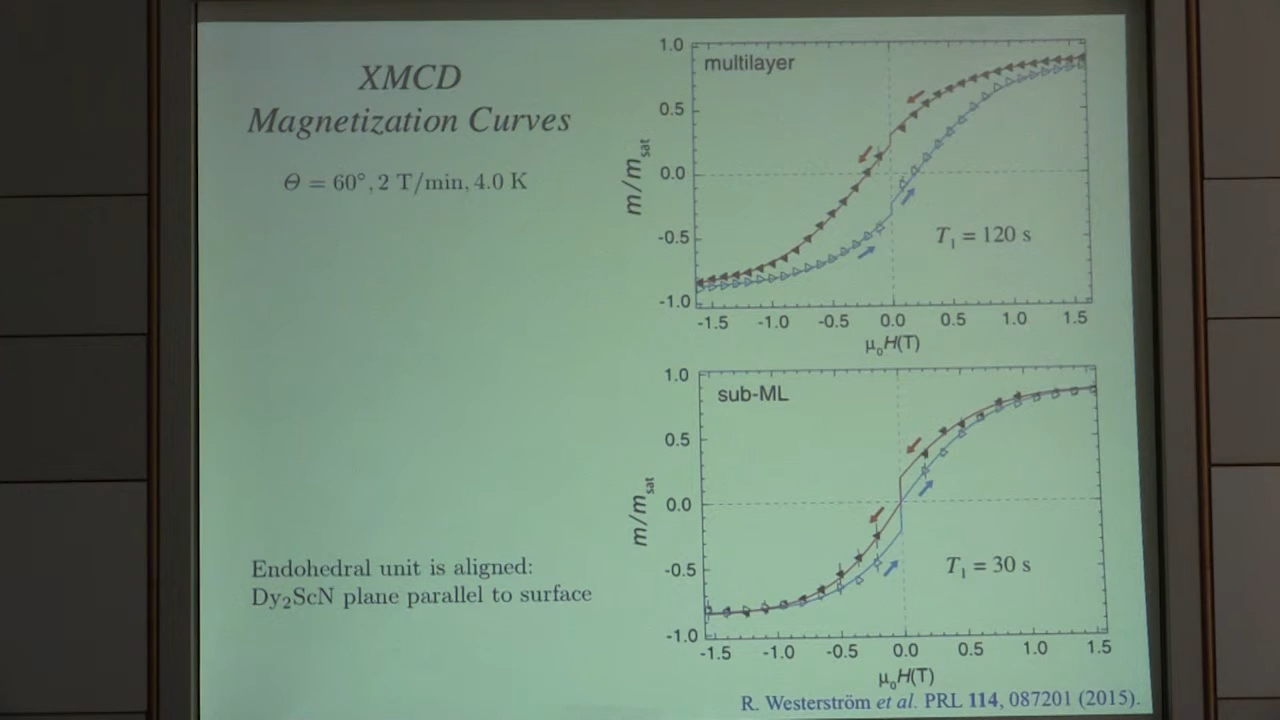 XMCD
Magnetization Curves
Θ = 60°, 2 T/min, 4.0 K
Endohedral unit is aligned:
Dy₂ScN plane parallel to surface
multilayer
1.0
0.5
0.0
-0.5
-1.0
m/m_sat
T₁ = 120 s
-1.5 -1.0 -0.5 0.0 0.5 1.0 1.5
μ₀H(T)
sub-ML
1.0
0.5
0.0
-0.5
-1.0
m/m_sat
T₁ = 30 s
-1.5 -1.0 -0.5 0.0 0.5 1.0 1.5
μ₀H(T)
R. Westerström et al. PRL 114, 087201 (2015).